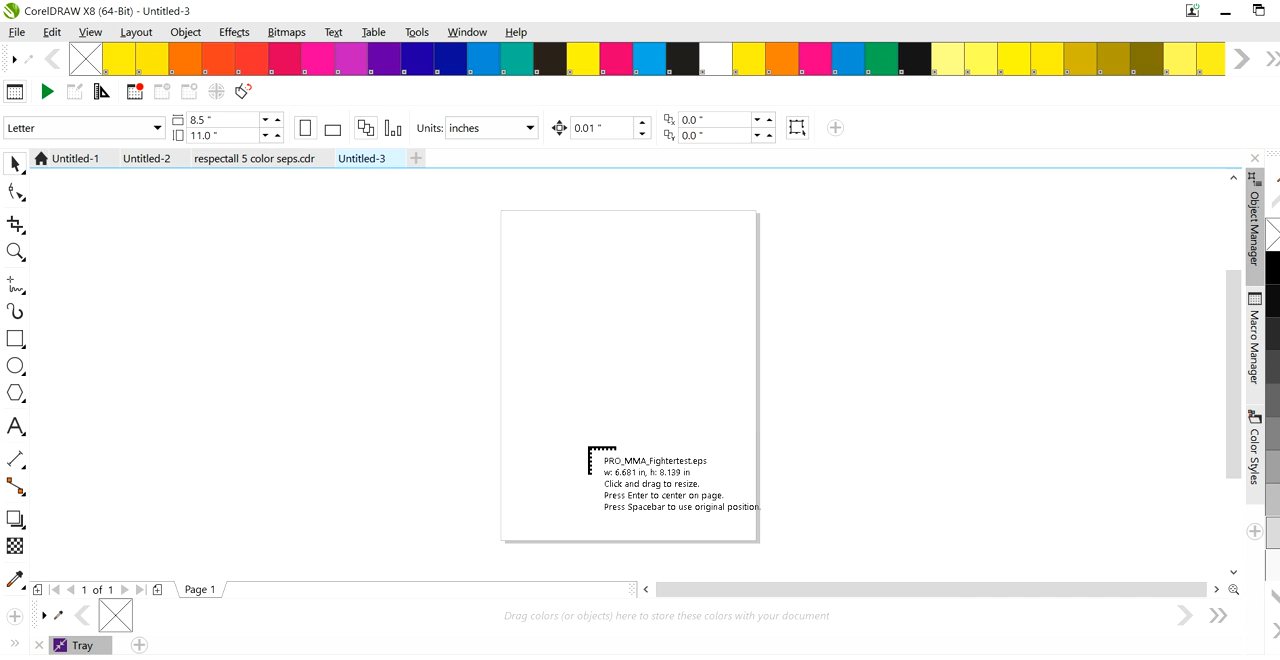 CorelDRAW X8 (64-Bit) - Untitled-3
File Edit View Layout Object Effects Bitmaps Text Table Tools Window Help
Letter
8.5 "
11.0 "
Units: inches
0.01 "
0.0 "
0.0 "
Untitled-1 Untitled-2 respectall 5 color seps.cdr Untitled-3
Object Manager
Macro Manager
Color Styles
PRO_MMA_Fightertest.eps
w: 6.681 in, h: 8.139 in
Click and drag to resize.
Press Enter to center on page.
Press Spacebar to use original position.
1 of 1
Page 1
Drag colors (or objects) here to store these colors with your document
Tray